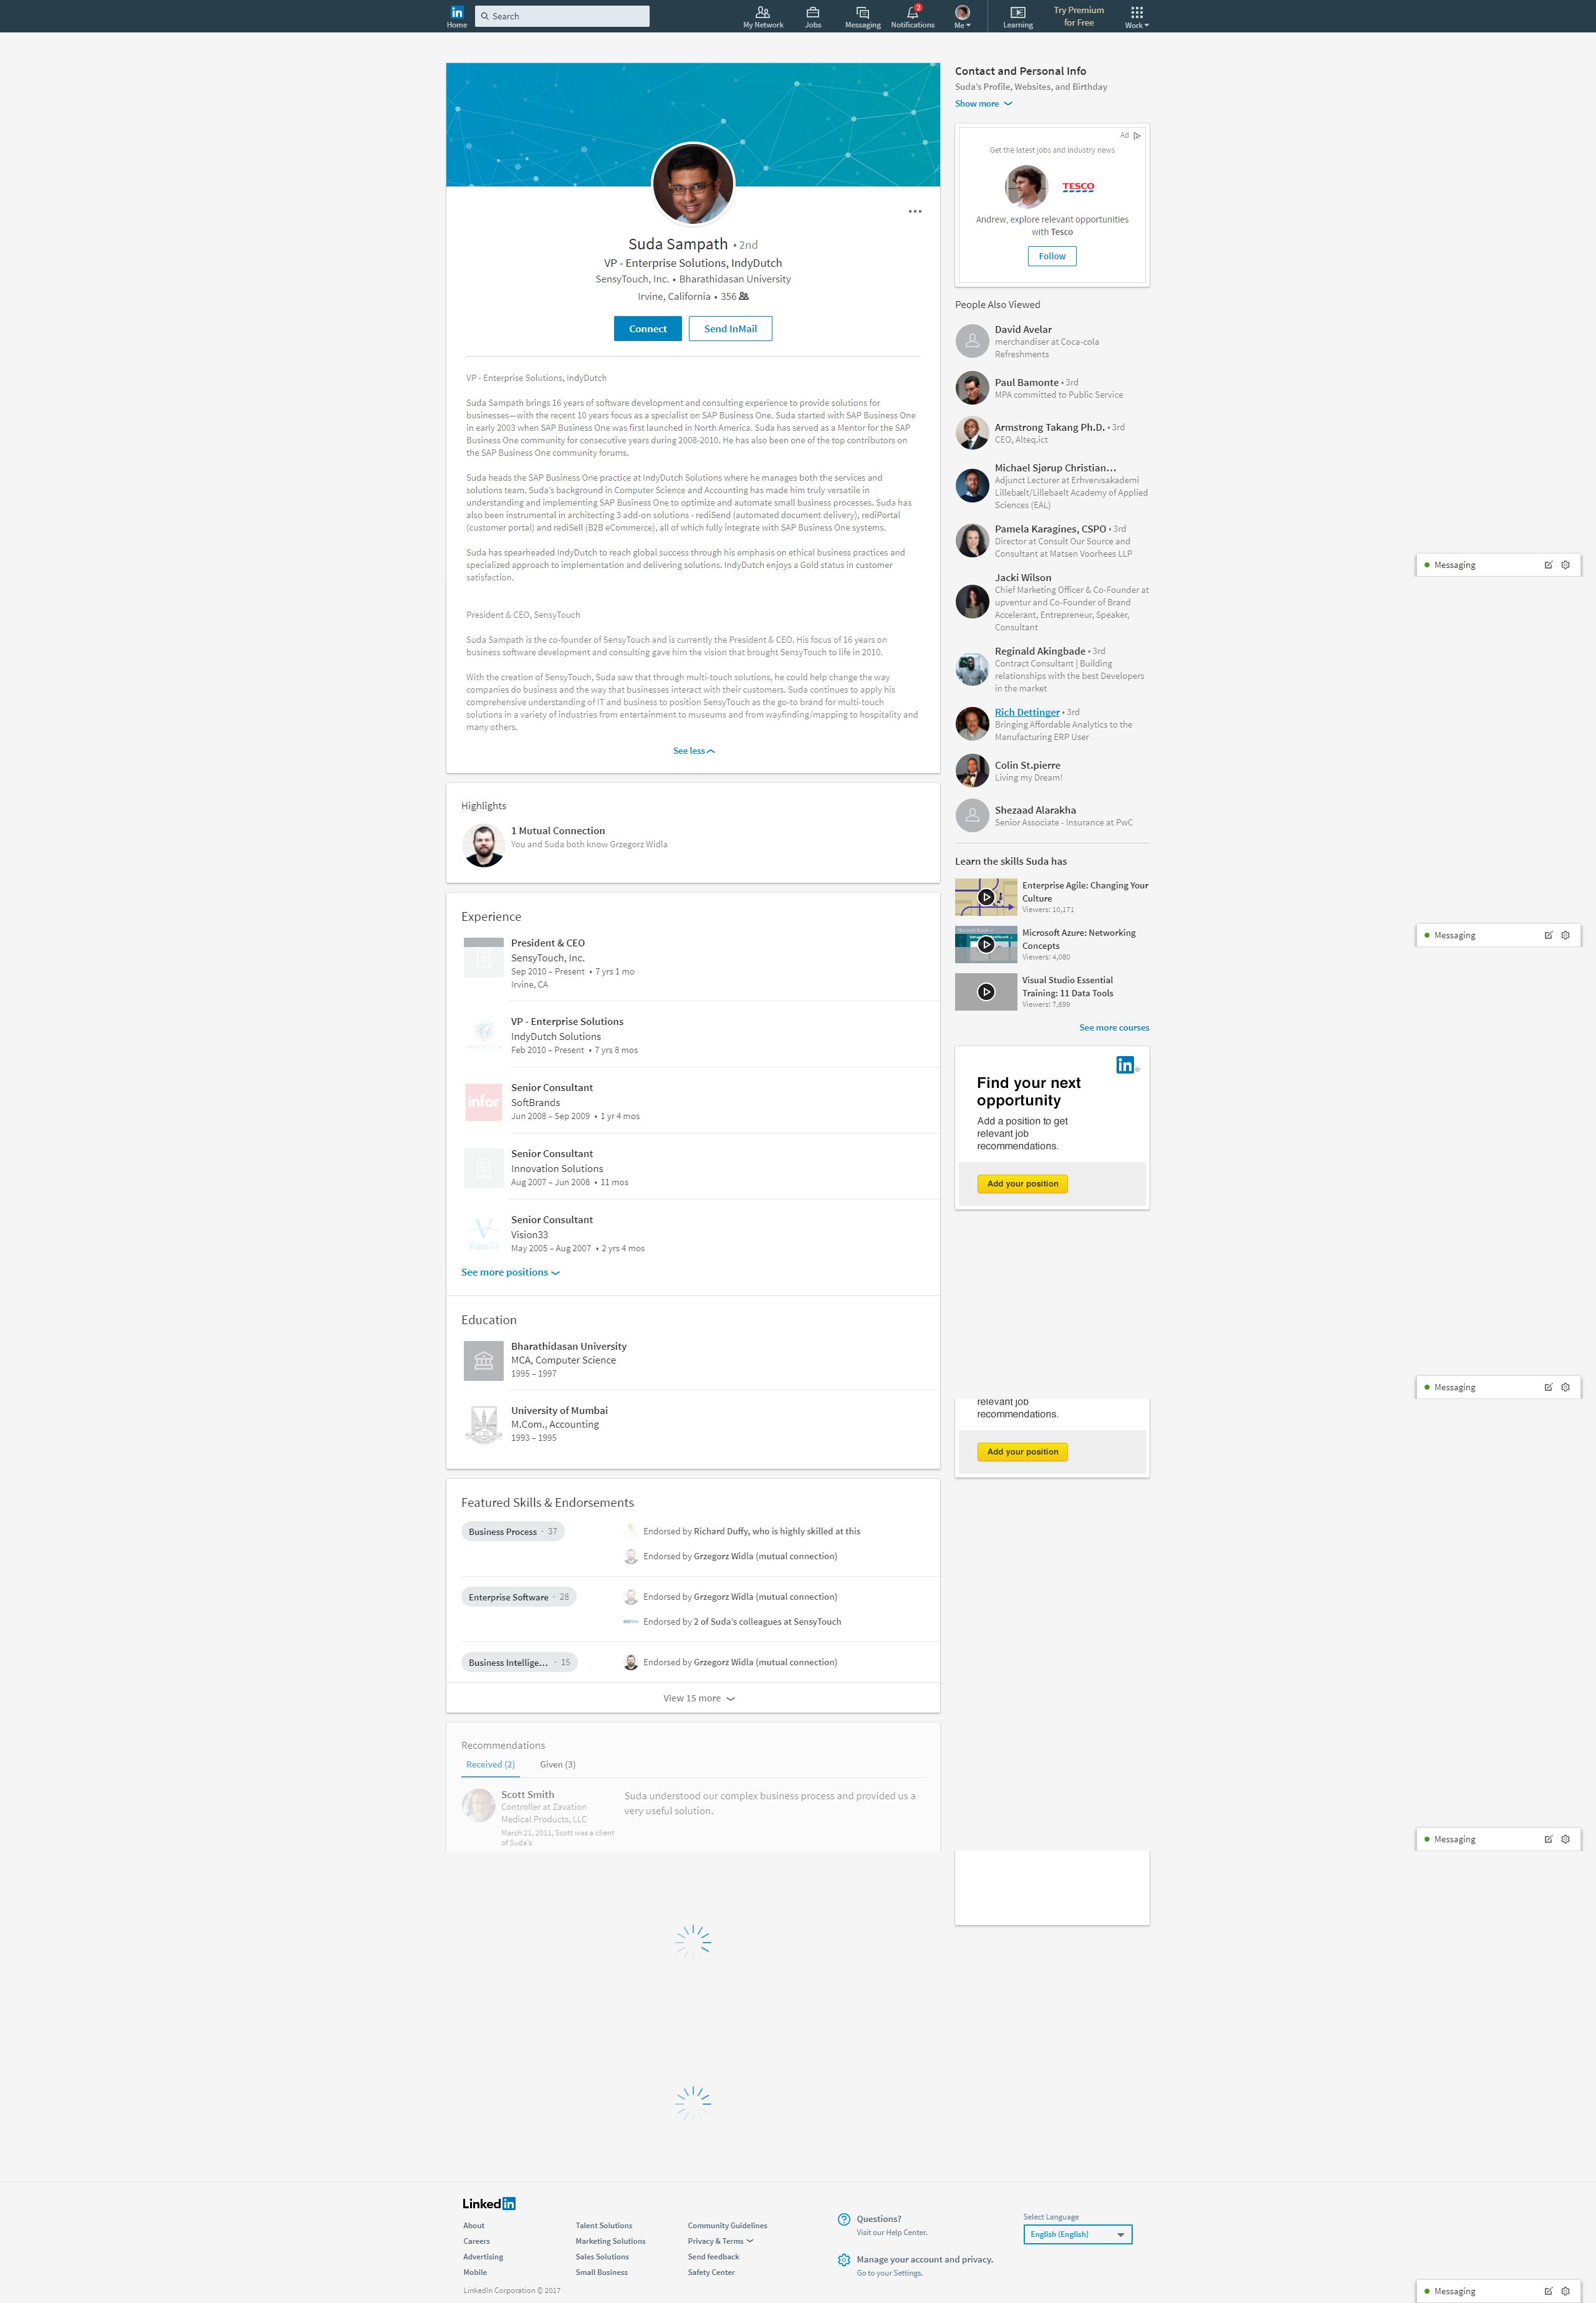 in
Search
Home
My Network
Jobs
Messaging
2
Notifications
Me
Learning
Try Premium
for Free
Work
Suda Sampath • 2nd
VP - Enterprise Solutions, IndyDutch
SensyTouch, Inc. • Bharathidasan University
Irvine, California • 356
Connect
Send InMail
VP - Enterprise Solutions, IndyDutch
Suda Sampath brings 16 years of software development and consulting experience to provide solutions for
businesses—with the recent 10 years focus as a specialist on SAP Business One. Suda started with SAP Business One
in early 2003 when SAP Business One was first launched in North America. Suda has served as a Mentor for the SAP
Business One community for consecutive years during 2008-2010. He has also been one of the top contributors on
the SAP Business One community forums.
Suda heads the SAP Business One practice at IndyDutch Solutions where he manages both the services and
solutions team. Suda's background in Computer Science and Accounting has made him truly versatile in
understanding and implementing SAP Business One to optimize and automate small business processes. Suda has
also been instrumental in architecting 3 add-on solutions - rediSend (automated document delivery), rediPortal
(customer portal) and rediSell (B2B eCommerce), all of which fully integrate with SAP Business One systems.
Suda has spearheaded IndyDutch to reach global success through his emphasis on ethical business practices and
specialized approach to implementation and delivering solutions. IndyDutch enjoys a Gold status in customer
satisfaction.
President & CEO, SensyTouch
Suda Sampath is the co-founder of SensyTouch and is currently the President & CEO. His focus of 16 years on
business software development and consulting gave him the vision that brought SensyTouch to life in 2010.
With the creation of SensyTouch, Suda saw that through multi-touch solutions, he could help change the way
companies do business and the way that businesses interact with their customers. Suda continues to apply his
comprehensive understanding of IT and business to position SensyTouch as the go-to brand for multi-touch
solutions in a variety of industries from entertainment to museums and from wayfinding/mapping to hospitality and
many others.
See less
Highlights
1 Mutual Connection
You and Suda both know Grzegorz Widla
Experience
President & CEO
SensyTouch, Inc.
Sep 2010 – Present • 7 yrs 1 mo
Irvine, CA
VP - Enterprise Solutions
IndyDutch Solutions
Feb 2010 – Present • 7 yrs 8 mos
infor
Senior Consultant
SoftBrands
Jun 2008 – Sep 2009 • 1 yr 4 mos
Senior Consultant
Innovation Solutions
Aug 2007 – Jun 2008 • 11 mos
Vision33
Senior Consultant
Vision33
May 2005 – Aug 2007 • 2 yrs 4 mos
See more positions
Education
Bharathidasan University
MCA, Computer Science
1995 – 1997
University of Mumbai
M.Com., Accounting
1993 – 1995
Featured Skills & Endorsements
Business Process · 37
Endorsed by Richard Duffy, who is highly skilled at this
Endorsed by Grzegorz Widla (mutual connection)
Enterprise Software · 28
Endorsed by Grzegorz Widla (mutual connection)
Endorsed by 2 of Suda's colleagues at SensyTouch
Business Intellige... · 15
Endorsed by Grzegorz Widla (mutual connection)
View 15 more
Recommendations
Received (2)
Given (3)
Scott Smith
Controller at Zavation
Medical Products, LLC
March 21, 2011, Scott was a client
of Suda's
Suda understood our complex business process and provided us a
very useful solution.
Contact and Personal Info
Suda's Profile, Websites, and Birthday
Show more
Ad
Get the latest jobs and industry news
TESCO
Andrew, explore relevant opportunities
with Tesco
Follow
People Also Viewed
David Avelar
merchandiser at Coca-cola
Refreshments
Paul Bamonte • 3rd
MPA committed to Public Service
Armstrong Takang Ph.D. • 3rd
CEO, Alteq.ict
Michael Sjørup Christian...
Adjunct Lecturer at Erhvervsakademi
Lillebælt/Lillebaelt Academy of Applied
Sciences (EAL)
Pamela Karagines, CSPO • 3rd
Director at Consult Our Source and
Consultant at Matsen Voorhees LLP
Jacki Wilson
Chief Marketing Officer & Co-Founder at
upventur and Co-Founder of Brand
Accelerant, Entrepreneur, Speaker,
Consultant
Reginald Akingbade • 3rd
Contract Consultant | Building
relationships with the best Developers
in the market
Rich Dettinger • 3rd
Bringing Affordable Analytics to the
Manufacturing ERP User
Colin St.pierre
Living my Dream!
Shezaad Alarakha
Senior Associate - Insurance at PwC
Learn the skills Suda has
Enterprise Agile: Changing Your
Culture
Viewers: 10,171
Microsoft Azure: Networking
Concepts
Viewers: 4,080
Visual Studio Essential
Training: 11 Data Tools
Viewers: 7,699
See more courses
in
Find your next
opportunity
Add a position to get
relevant job
recommendations.
Add your position
relevant job
recommendations.
Add your position
Messaging
Messaging
Messaging
Messaging
Linked in
About
Careers
Advertising
Mobile
Talent Solutions
Marketing Solutions
Sales Solutions
Small Business
Community Guidelines
Privacy & Terms
Send feedback
Safety Center
Questions?
Visit our Help Center.
Manage your account and privacy.
Go to your Settings.
Select Language
English (English)
LinkedIn Corporation © 2017
Messaging